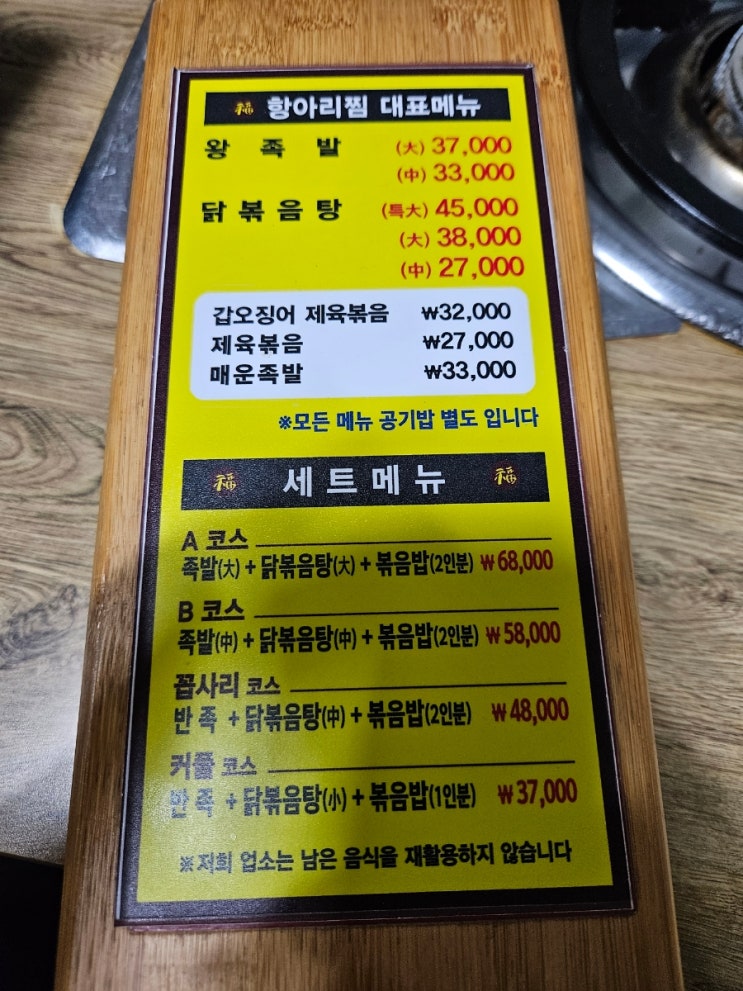 福 항아리찜 대표메뉴
왕 족 발 (大) 37,000
(中) 33,000
닭볶음탕 (특大) 45,000
(大) 38,000
(中) 27,000
갑오징어 제육볶음 ₩32,000
제육볶음 ₩27,000
매운족발 ₩33,000
※모든 메뉴 공기밥 별도 입니다
福 세트메뉴 福
A 코스
족발(大) + 닭볶음탕(大) + 볶음밥(2인분) ₩68,000
B 코스
족발(中) + 닭볶음탕(中) + 볶음밥(2인분) ₩58,000
꼽사리 코스
반 족 + 닭볶음탕(中) + 볶음밥(2인분) ₩48,000
커플 코스
반 족 + 닭볶음탕(小) + 볶음밥(1인분) ₩37,000
※저희 업소는 남은 음식을 재활용하지 않습니다